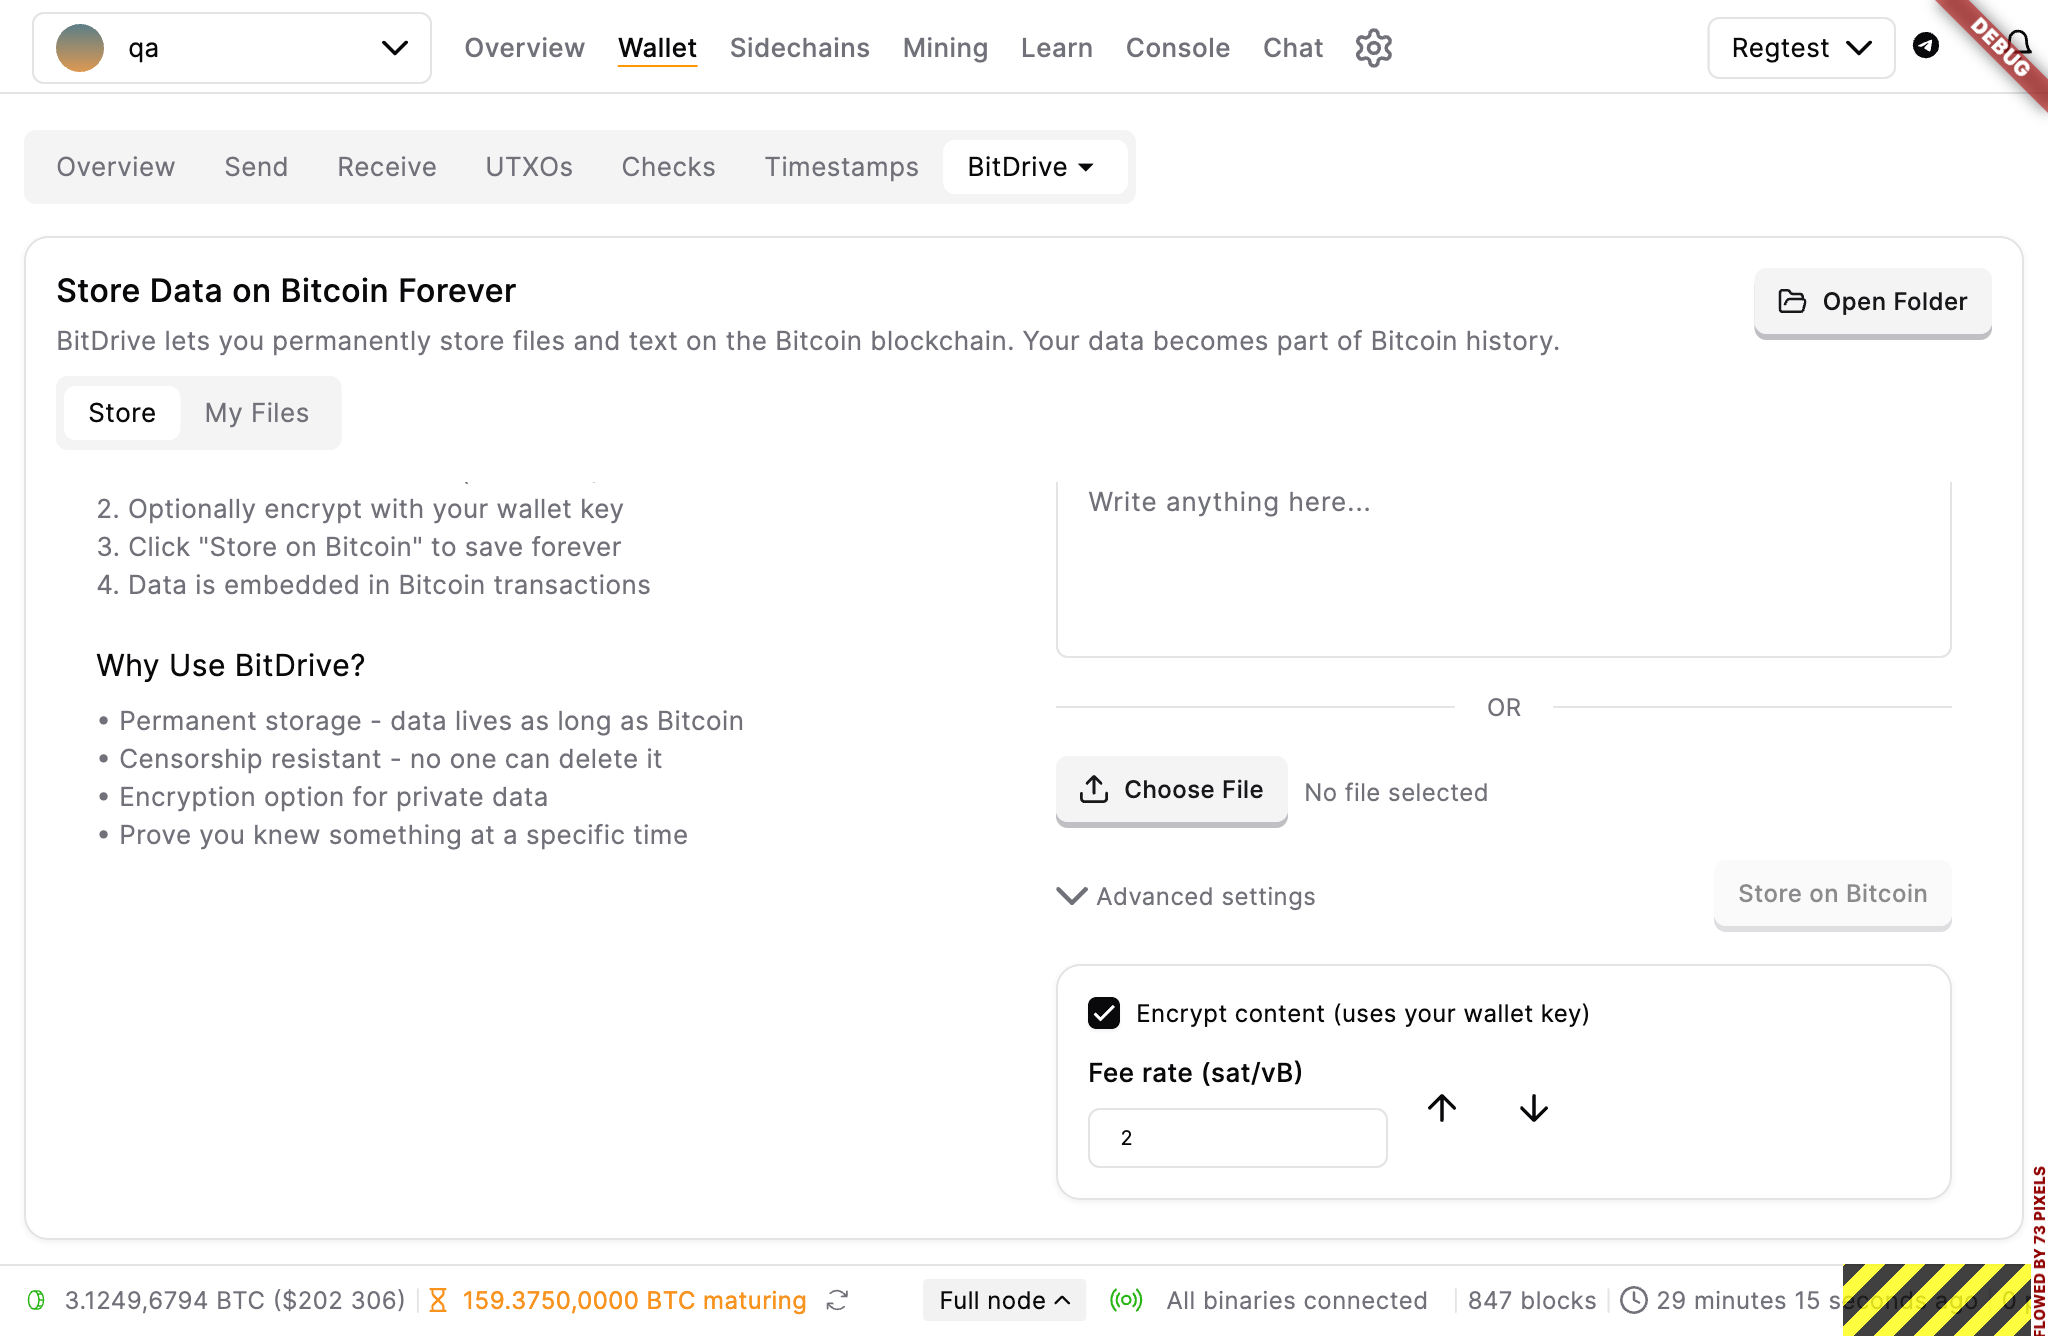 qa
Overview
Wallet
Sidechains
Mining
Learn
Console
Chat
Regtest
DEBUG
Overview
Send
Receive
UTXOs
Checks
Timestamps
BitDrive
Store Data on Bitcoin Forever
BitDrive lets you permanently store files and text on the Bitcoin blockchain. Your data becomes part of Bitcoin history.
Open Folder
Store
My Files
2. Optionally encrypt with your wallet key
3. Click "Store on Bitcoin" to save forever
4. Data is embedded in Bitcoin transactions
Why Use BitDrive?
• Permanent storage - data lives as long as Bitcoin
• Censorship resistant - no one can delete it
• Encryption option for private data
• Prove you knew something at a specific time
Write anything here...
OR
Choose File
No file selected
Advanced settings
Store on Bitcoin
Encrypt content (uses your wallet key)
Fee rate (sat/vB)
2
3.1249,6794 BTC ($202 306)
159.3750,0000 BTC maturing
Full node
All binaries connected
847 blocks
29 minutes 15 seconds ago
0
FLOWED BY 73 PIXELS